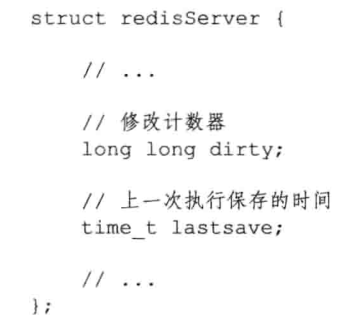 struct redisServer {
// ...
// 修改计数器
long long dirty;
// 上一次执行保存的时间
time_t lastsave;
// ...
};